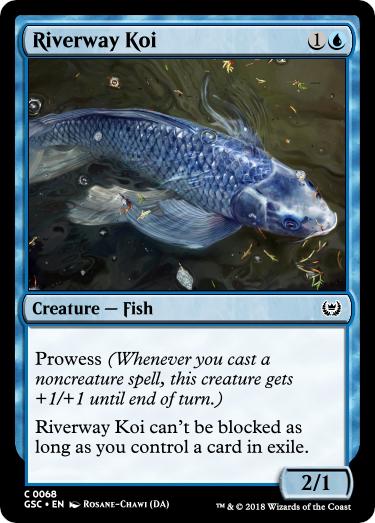 Riverway Koi 1
Creature — Fish
Prowess (Whenever you cast a
noncreature spell, this creature gets
+1/+1 until end of turn.)
Riverway Koi can't be blocked as
long as you control a card in exile.
2/1
C 0068
GSC • EN Rosane-Chawi (DA)
™ & © 2018 Wizards of the Coast